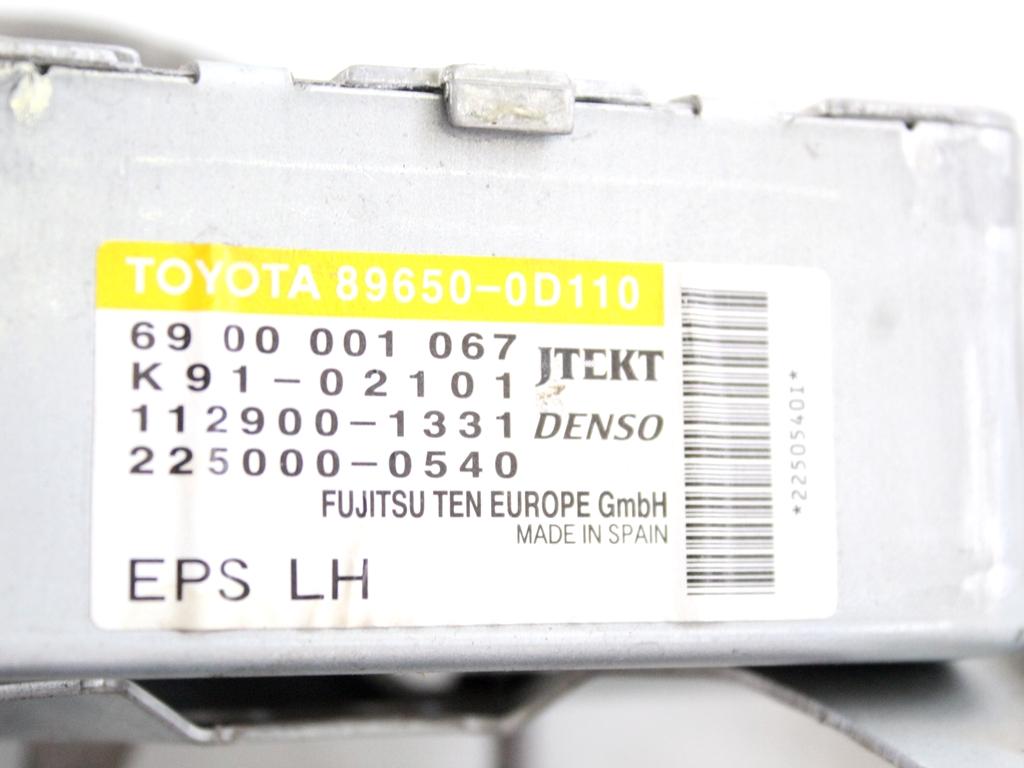 TOYOTA 89650-0D110
69 00 001 067
JTEKT
K91-02101
112900-1331 DENSO
225000-0540
FUJITSU TEN EUROPE GmbH
MADE IN SPAIN
EPS LH
*22505401*